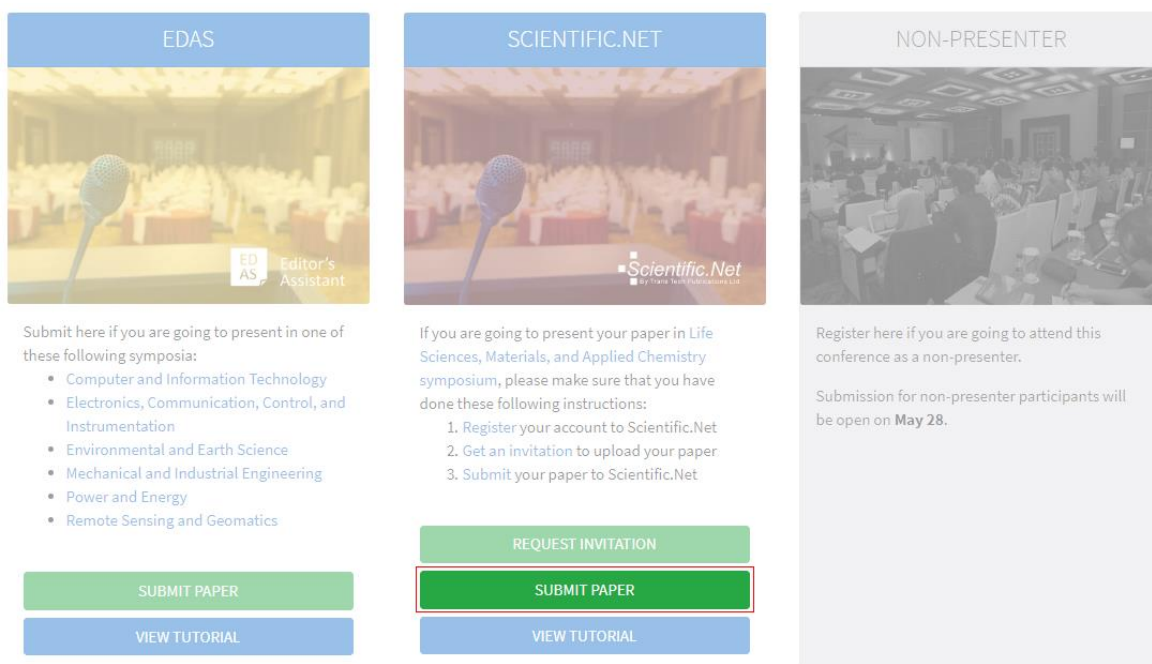 EDAS
ED
AS
Editor's
Assistant
Submit here if you are going to present in one of
these following symposia:
Computer and Information Technology
Electronics, Communication, Control, and
Instrumentation
Environmental and Earth Science
Mechanical and Industrial Engineering
Power and Energy
Remote Sensing and Geomatics
SUBMIT PAPER
VIEW TUTORIAL
SCIENTIFIC.NET
Scientific.Net
By Trans Tech Publications Ltd
If you are going to present your paper in Life
Sciences, Materials, and Applied Chemistry
symposium, please make sure that you have
done these following instructions:
1. Register your account to Scientific.Net
2. Get an invitation to upload your paper
3. Submit your paper to Scientific.Net
REQUEST INVITATION
SUBMIT PAPER
VIEW TUTORIAL
NON-PRESENTER
Register here if you are going to attend this
conference as a non-presenter.
Submission for non-presenter participants will
be open on May 28.